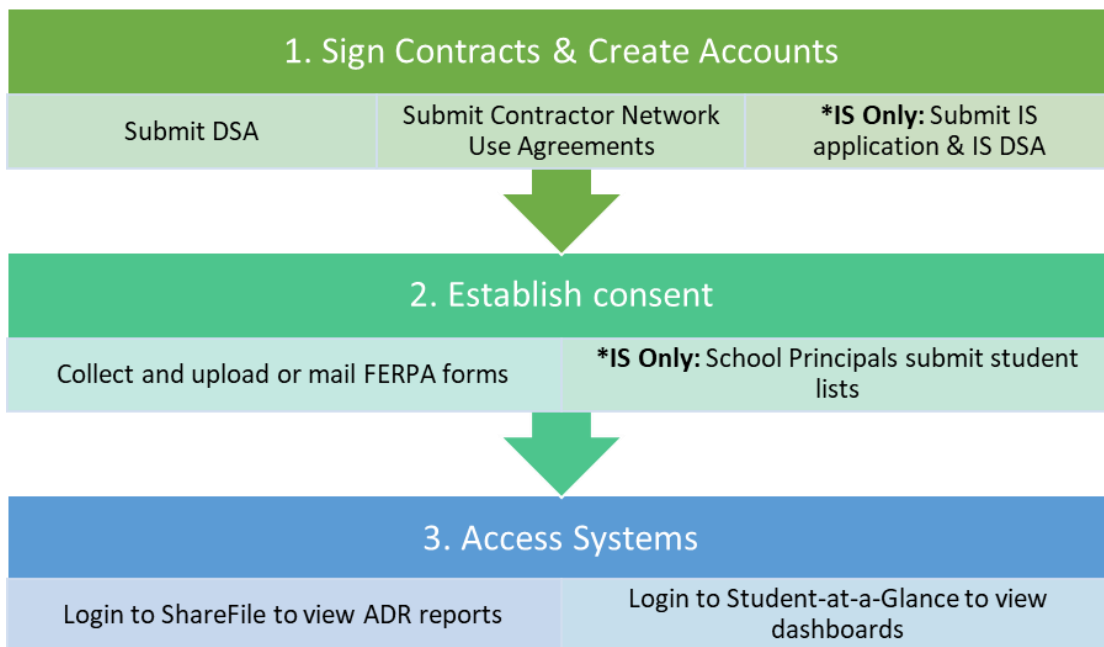 1. Sign Contracts & Create Accounts
Submit DSA
Submit Contractor Network
Use Agreements
*IS Only: Submit IS
application & IS DSA
2. Establish consent
Collect and upload or mail FERPA forms
*IS Only: School Principals submit student
lists
3. Access Systems
Login to ShareFile to view ADR reports
Login to Student-at-a-Glance to view
dashboards